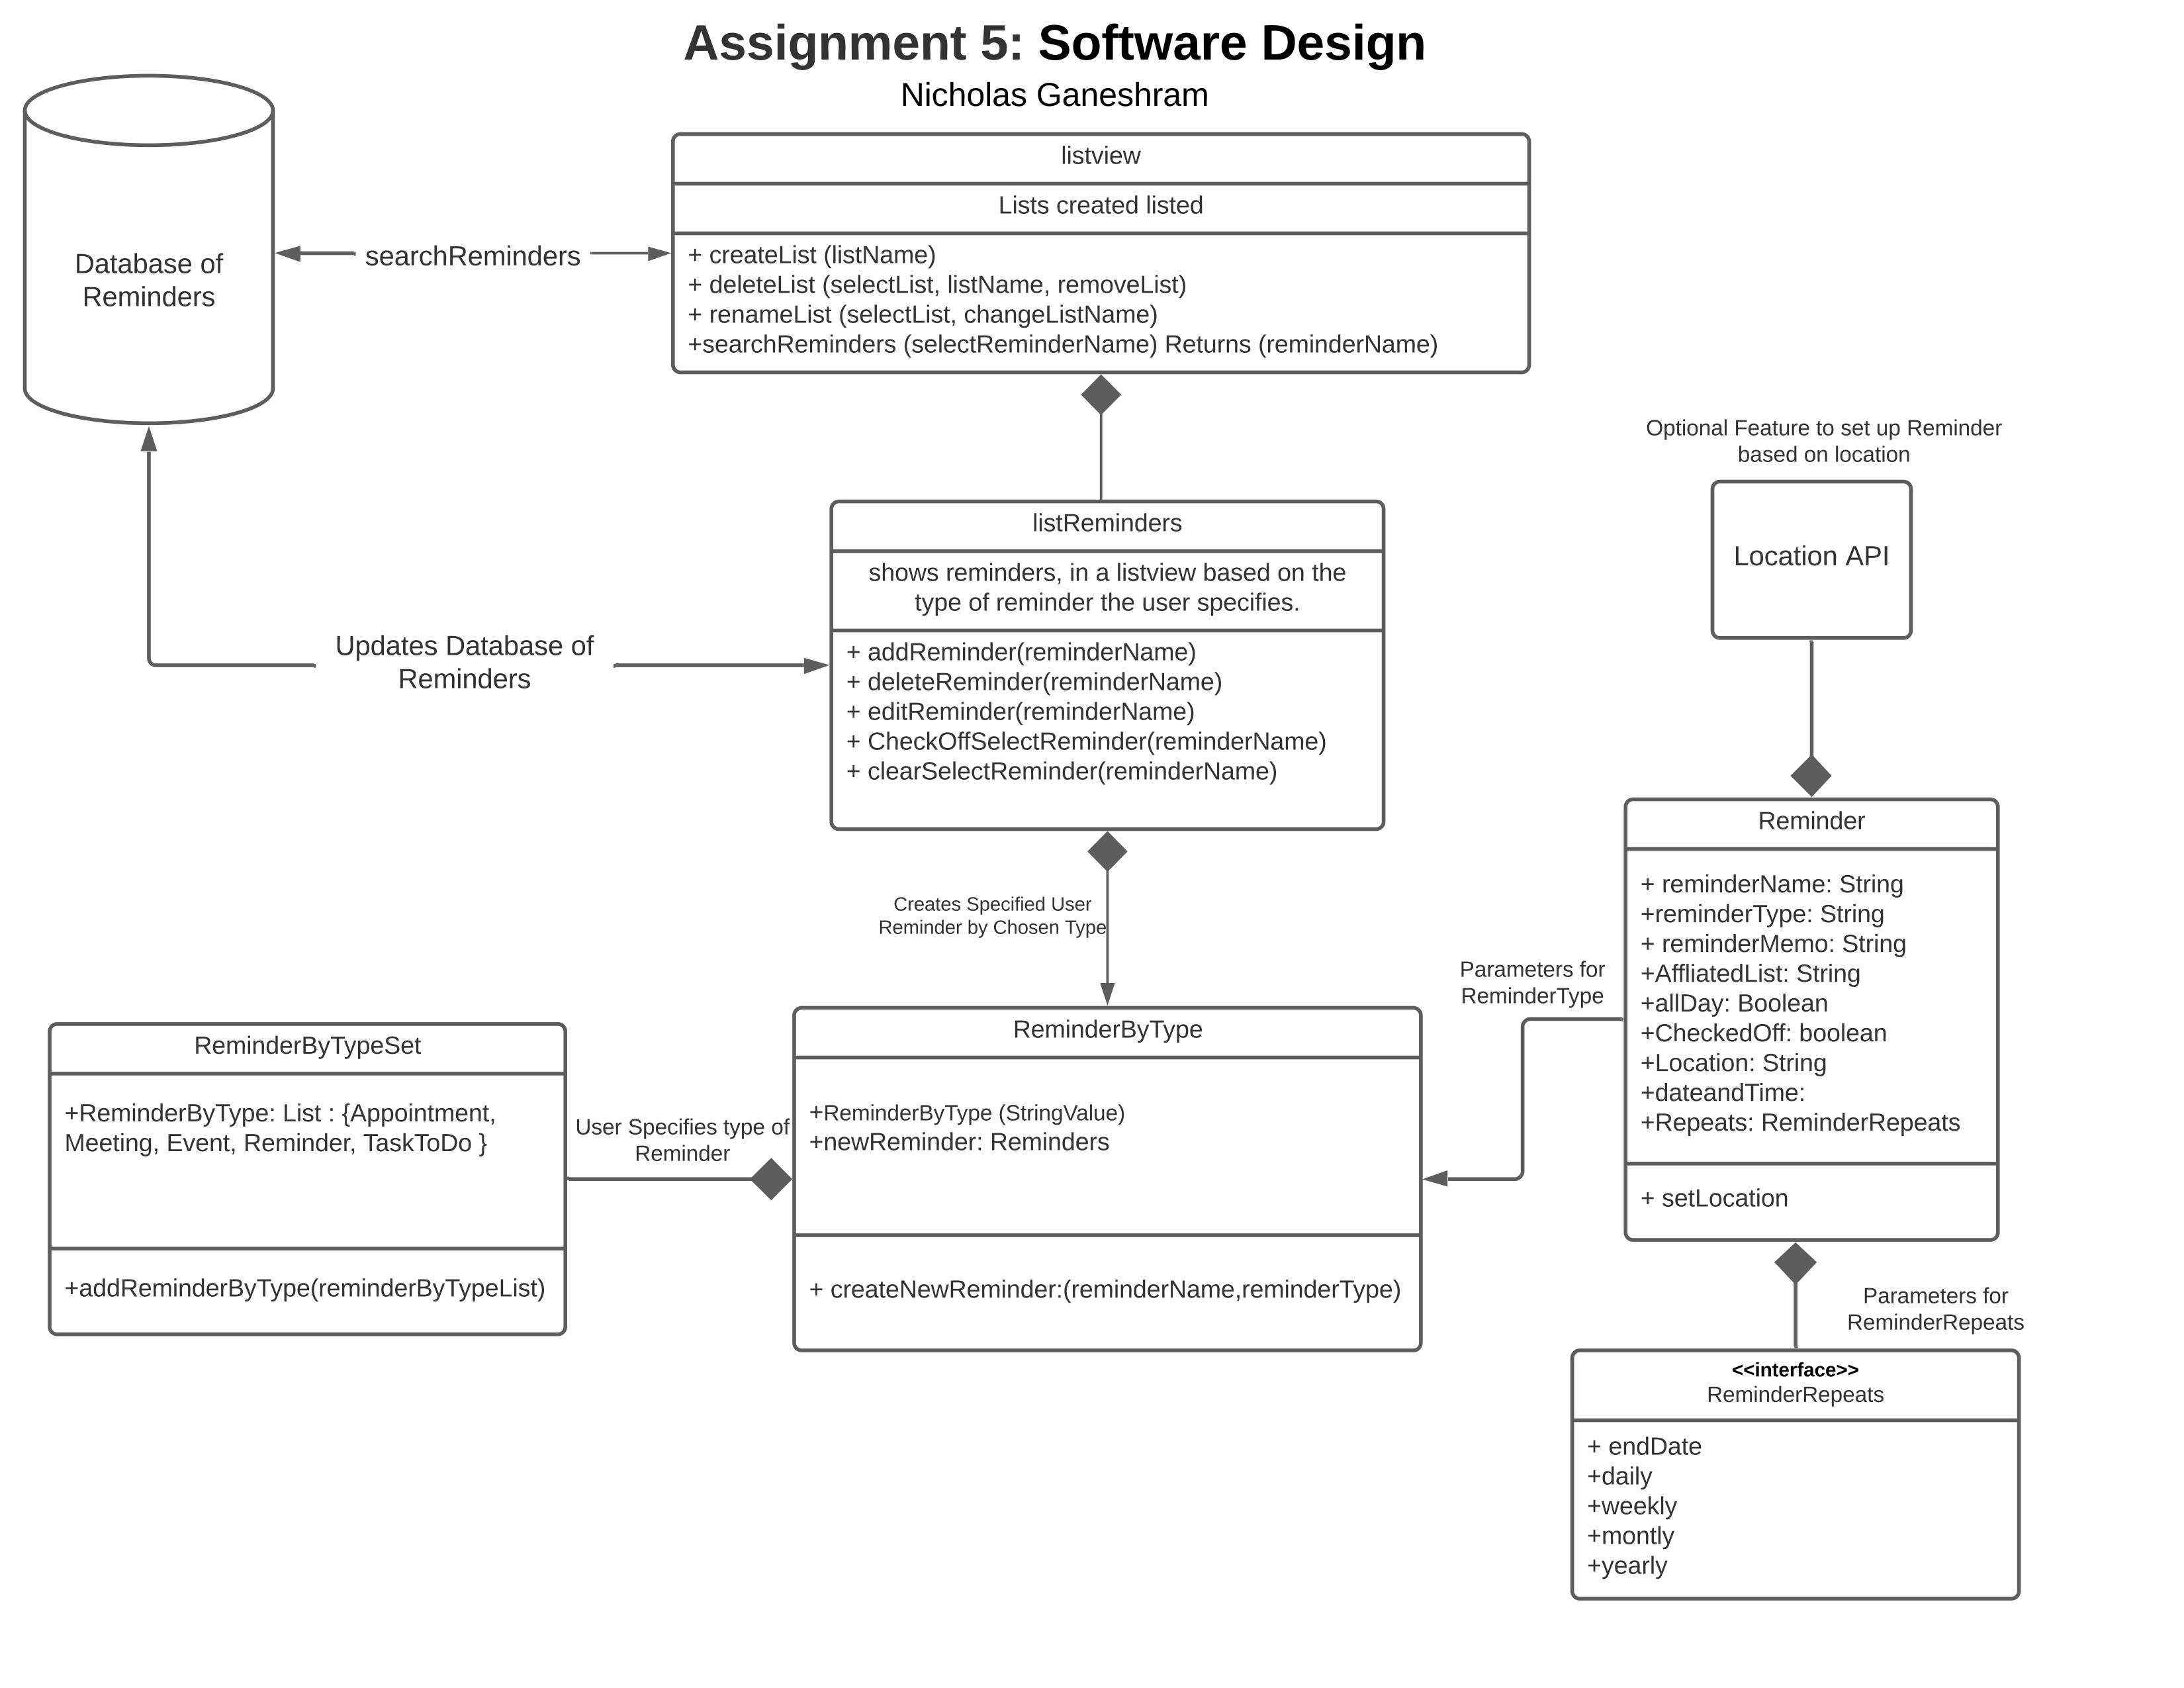 Assignment 5: Software Design
Nicholas Ganeshram
Database of
Reminders
searchReminders
listview
Lists created listed
+ createList (listName)
+ deleteList (selectList, listName, removeList)
+ renameList (selectList, changeListName)
+searchReminders (selectReminderName) Returns (reminderName)
Updates Database of
Reminders
listReminders
shows reminders, in a listview based on the
type of reminder the user specifies.
+ addReminder(reminderName)
+ deleteReminder(reminderName)
+ editReminder(reminderName)
+ CheckOffSelectReminder(reminderName)
+ clearSelectReminder(reminderName)
Optional Feature to set up Reminder
based on location
Location API
Creates Specified User
Reminder by Chosen Type
ReminderByTypeSet
+ReminderByType: List : {Appointment,
Meeting, Event, Reminder, TaskToDo }
+addReminderByType(reminderByTypeList)
User Specifies type of
Reminder
ReminderByType
+ReminderByType (StringValue)
+newReminder: Reminders
+ createNewReminder:(reminderName,reminderType)
Parameters for
ReminderType
Reminder
+ reminderName: String
+reminderType: String
+ reminderMemo: String
+AffliatedList: String
+allDay: Boolean
+CheckedOff: boolean
+Location: String
+dateandTime:
+Repeats: ReminderRepeats
+ setLocation
Parameters for
ReminderRepeats
<<interface>>
ReminderRepeats
+ endDate
+daily
+weekly
+montly
+yearly